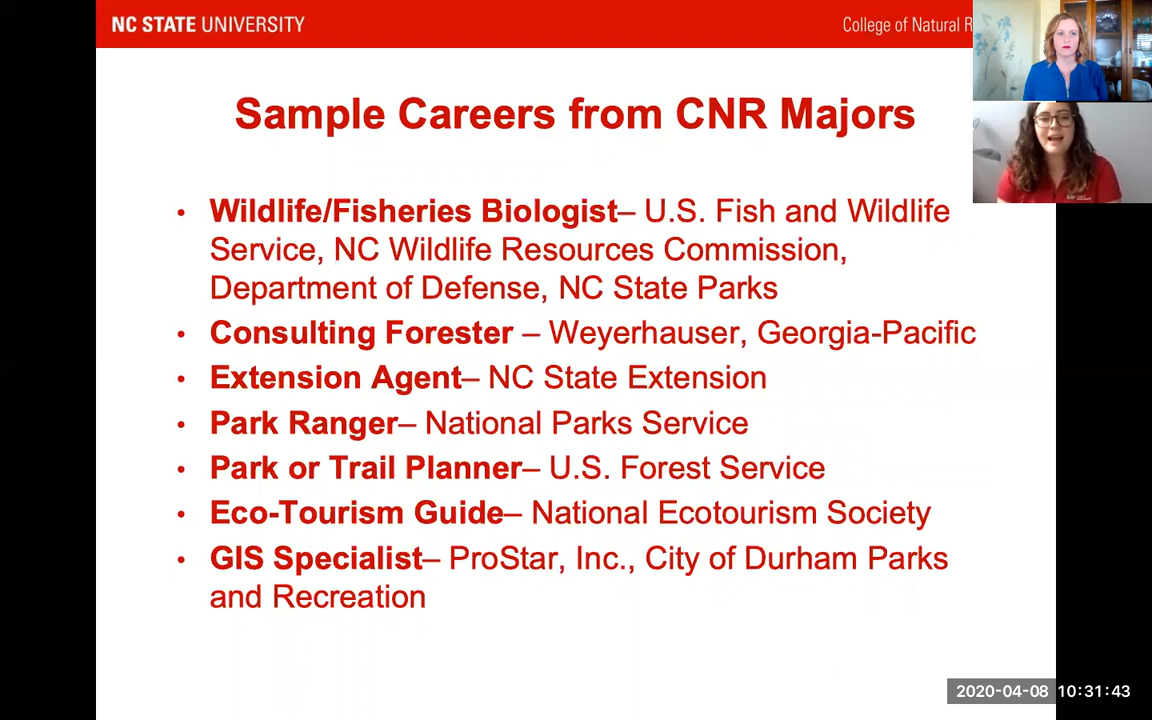 NC STATE UNIVERSITY
College of Natural R
Sample Careers from CNR Majors
• Wildlife/Fisheries Biologist– U.S. Fish and Wildlife
Service, NC Wildlife Resources Commission,
Department of Defense, NC State Parks
• Consulting Forester – Weyerhauser, Georgia-Pacific
• Extension Agent– NC State Extension
• Park Ranger– National Parks Service
• Park or Trail Planner– U.S. Forest Service
• Eco-Tourism Guide– National Ecotourism Society
• GIS Specialist– ProStar, Inc., City of Durham Parks
and Recreation
2020-04-08 10:31:43